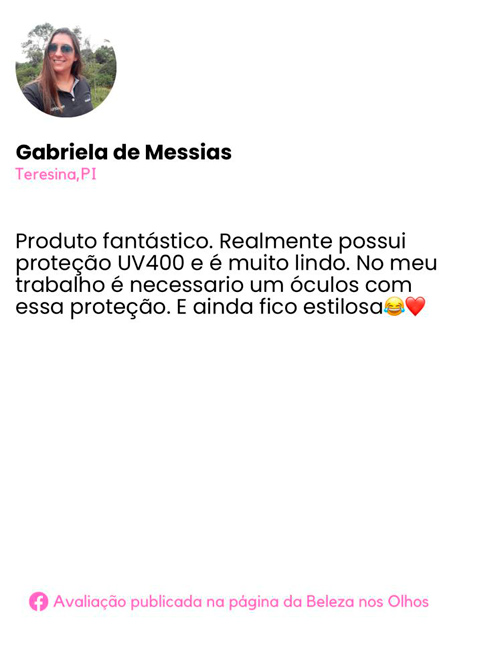 Gabriela de Messias
Teresina,PI
Produto fantástico. Realmente possui
proteção UV400 e é muito lindo. No meu
trabalho é necessario um óculos com
essa proteção. E ainda fico estilosa😂❤️
Avaliação publicada na página da Beleza nos Olhos